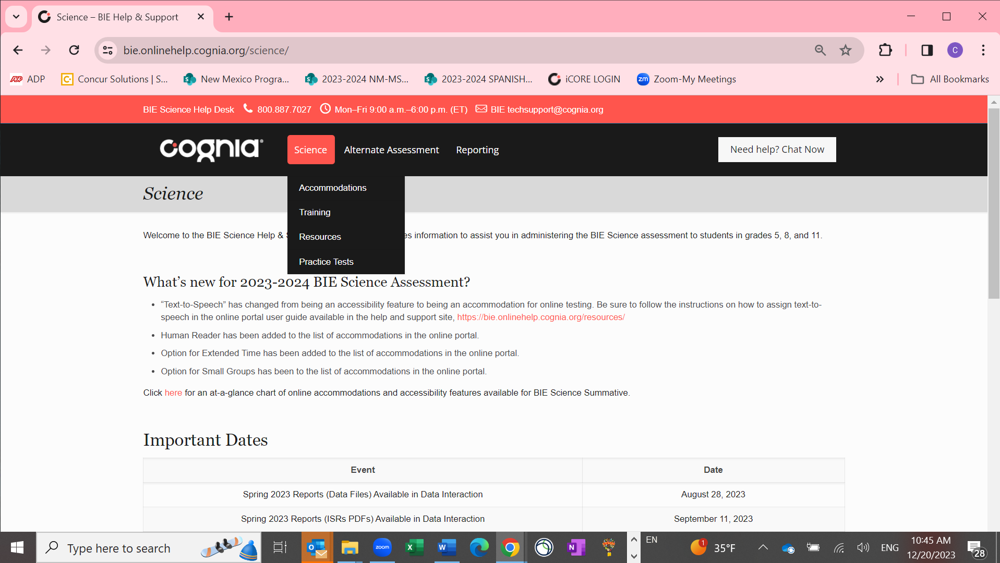 Science – BIE Help & Support
bie.onlinehelp.cognia.org/science/
C
ADP ADP
Concur Solutions | S...
New Mexico Progra...
2023-2024 NM-MS...
2023-2024 SPANISH...
iCORE LOGIN
zm Zoom-My Meetings
All Bookmarks
BIE Science Help Desk 800.887.7027 Mon–Fri 9:00 a.m.–6:00 p.m. (ET) BIE techsupport@cognia.org
cognia
Science Alternate Assessment Reporting
Need help? Chat Now
Science
Accommodations
Training
Resources
Practice Tests
Welcome to the BIE Science Help & es information to assist you in administering the BIE Science assessment to students in grades 5, 8, and 11.
What’s new for 2023-2024 BIE Science Assessment?
• “Text-to-Speech” has changed from being an accessibility feature to being an accommodation for online testing. Be sure to follow the instructions on how to assign text-to-
speech in the online portal user guide available in the help and support site, https://bie.onlinehelp.cognia.org/resources/
• Human Reader has been added to the list of accommodations in the online portal.
• Option for Extended Time has been added to the list of accommodations in the online portal.
• Option for Small Groups has been to the list of accommodations in the online portal.
Click here for an at-a-glance chart of online accommodations and accessibility features available for BIE Science Summative.
Important Dates
Event Date
Spring 2023 Reports (Data Files) Available in Data Interaction August 28, 2023
Spring 2023 Reports (ISRs PDFs) Available in Data Interaction September 11, 2023
Type here to search
zoom
EN
1
35°F
ENG
10:45 AM
12/20/2023
28